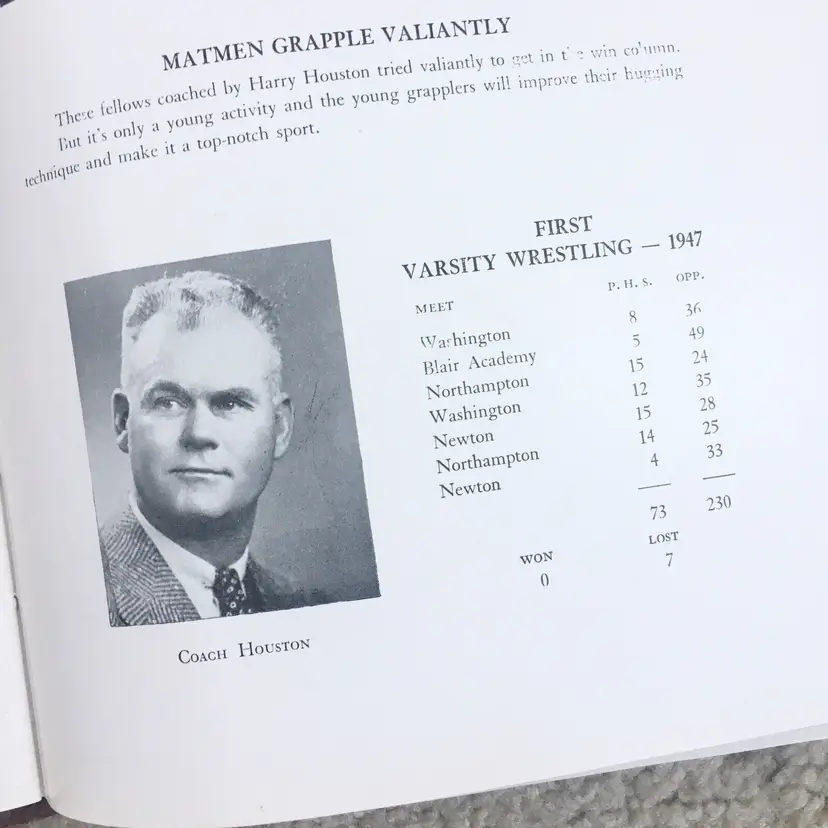 MATMEN GRAPPLE VALIANTLY
These fellows coached by Harry Houston tried valiantly to get in the win column.
But it's only a young activity and the young grapplers will improve their hugging
technique and make it a top-notch sport.
FIRST
VARSITY WRESTLING — 1947
MEET P. H. S. OPP.
Washington 8 36
Blair Academy 5 49
Northampton 15 24
Washington 12 35
Newton 15 28
Northampton 14 25
Newton 4 33
73 230
WON LOST
0 7
COACH HOUSTON